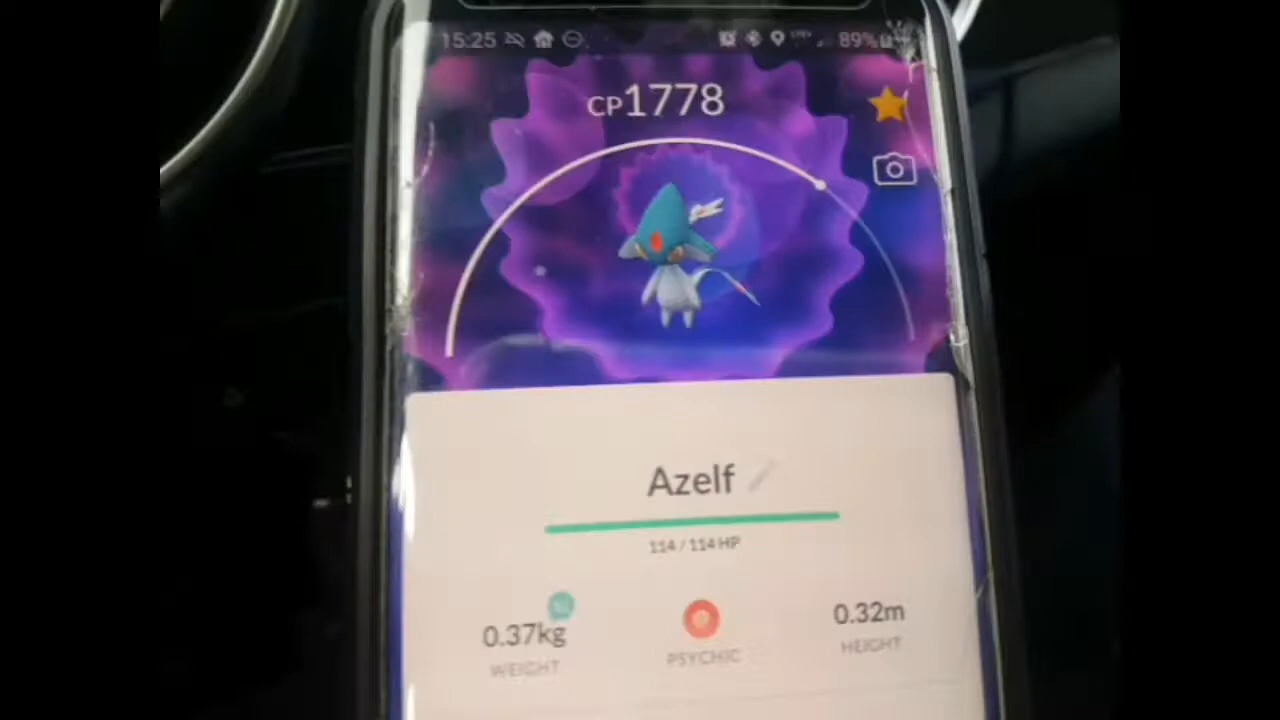 15:25
89%
CP1778
Azelf
114 / 114 HP
0.37kg
WEIGHT
PSYCHIC
0.32m
HEIGHT